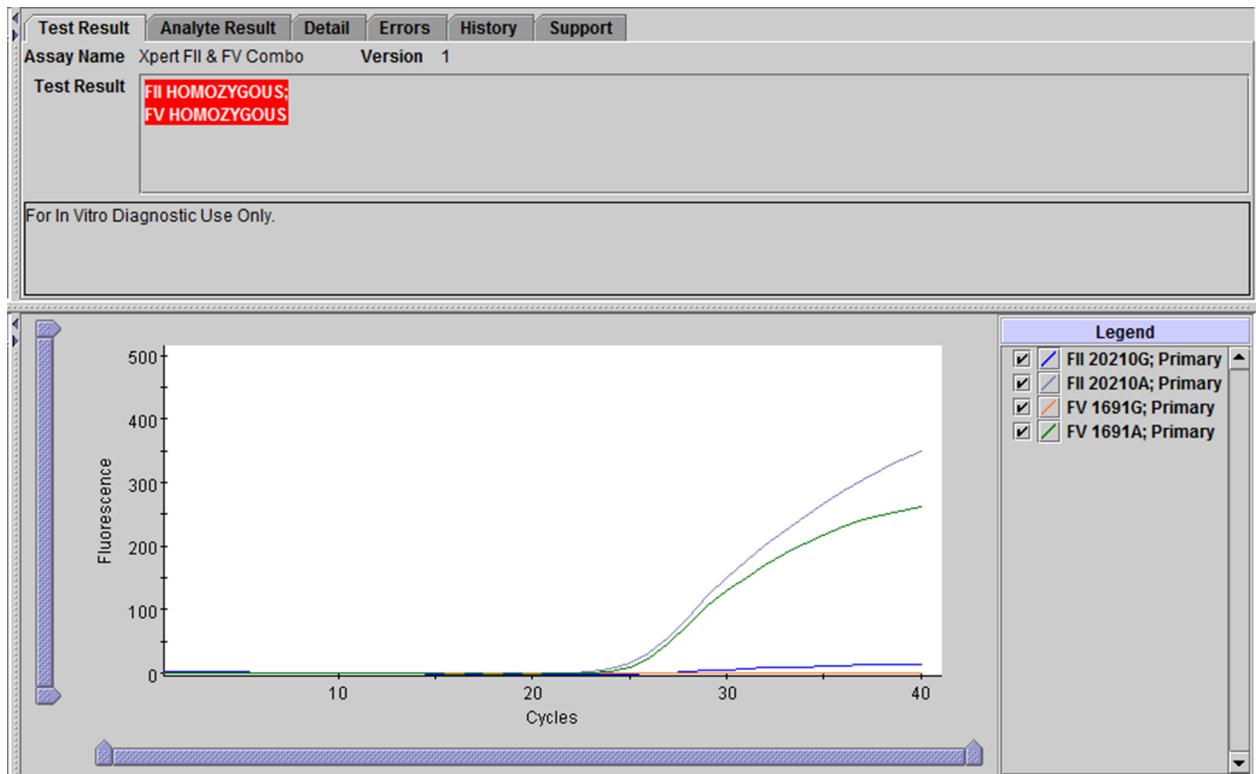 Test Result Analyte Result Detail Errors History Support
Assay Name Xpert FII & FV Combo Version 1
Test Result FII HOMOZYGOUS;
FV HOMOZYGOUS
For In Vitro Diagnostic Use Only.
Legend
FII 20210G; Primary
FII 20210A; Primary
FV 1691G; Primary
FV 1691A; Primary
500
400
300
200
100
0
Fluorescence
10 20 30 40
Cycles